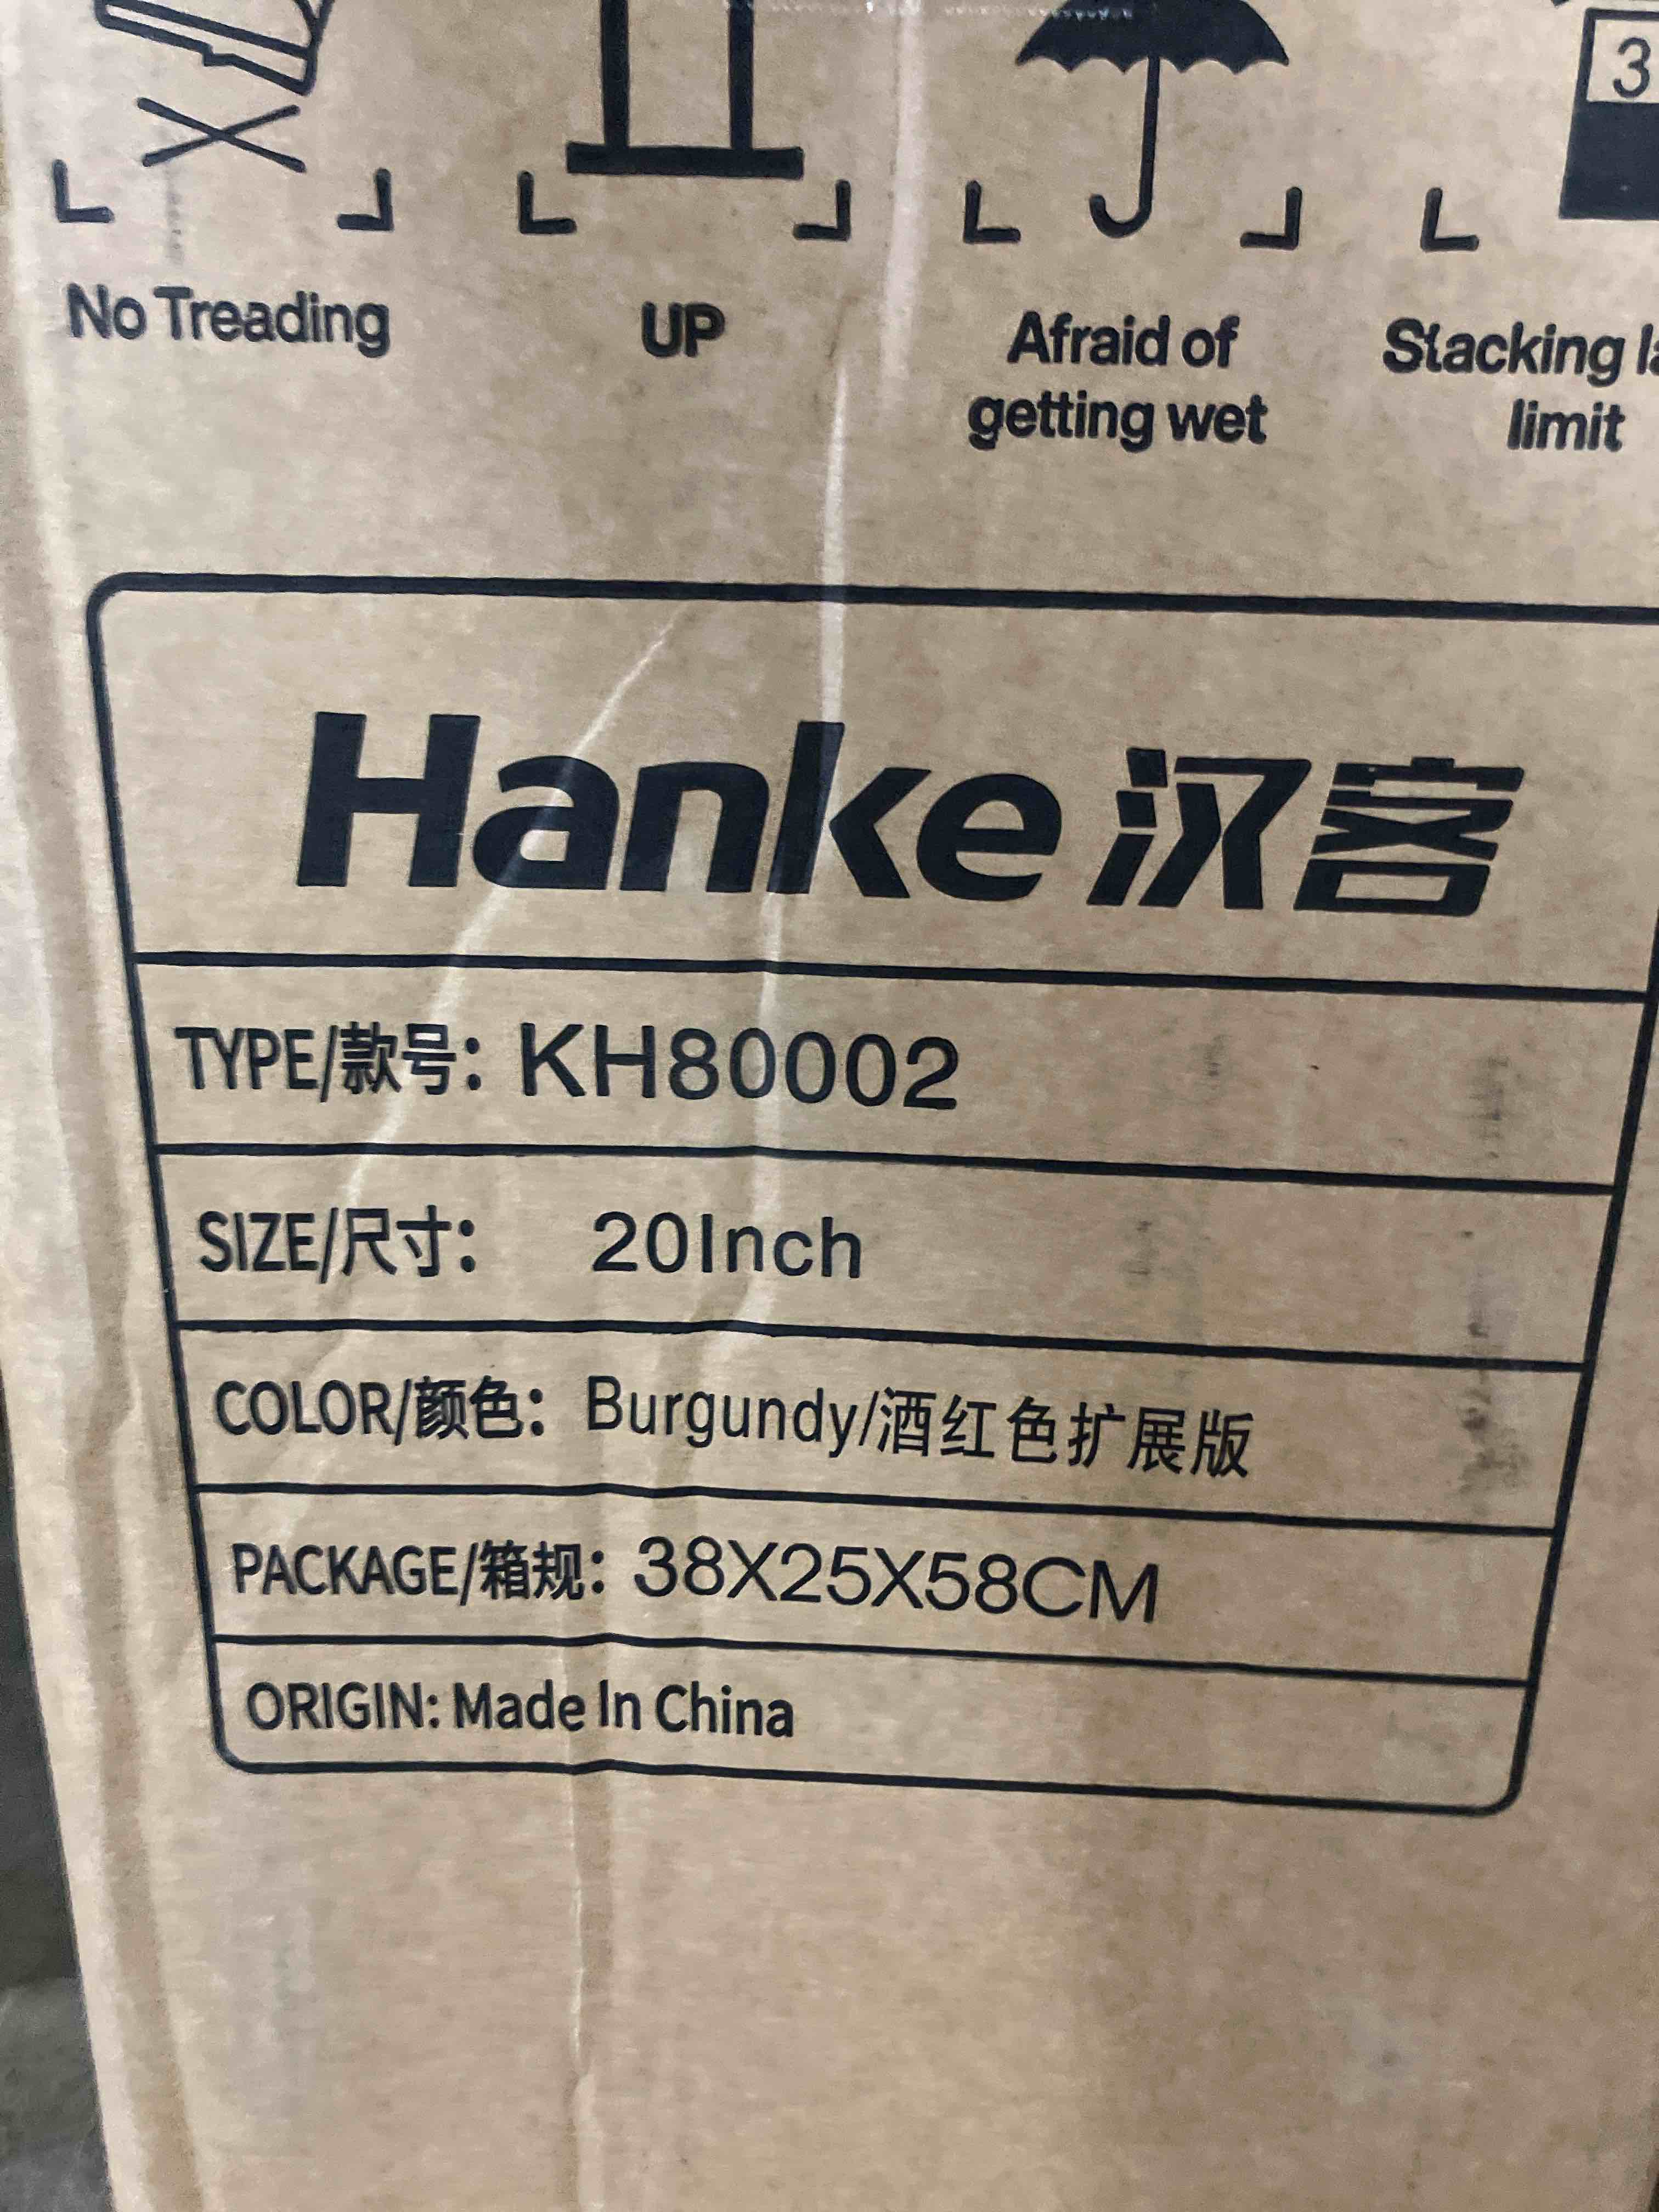 3
No Treading
UP
Afraid of
getting wet
Stacking la
limit
Hanke 汉客
TYPE/款号: KH80002
SIZE/尺寸: 20Inch
COLOR/颜色: Burgundy/酒红色扩展版
PACKAGE/箱规: 38X25X58CM
ORIGIN: Made In China